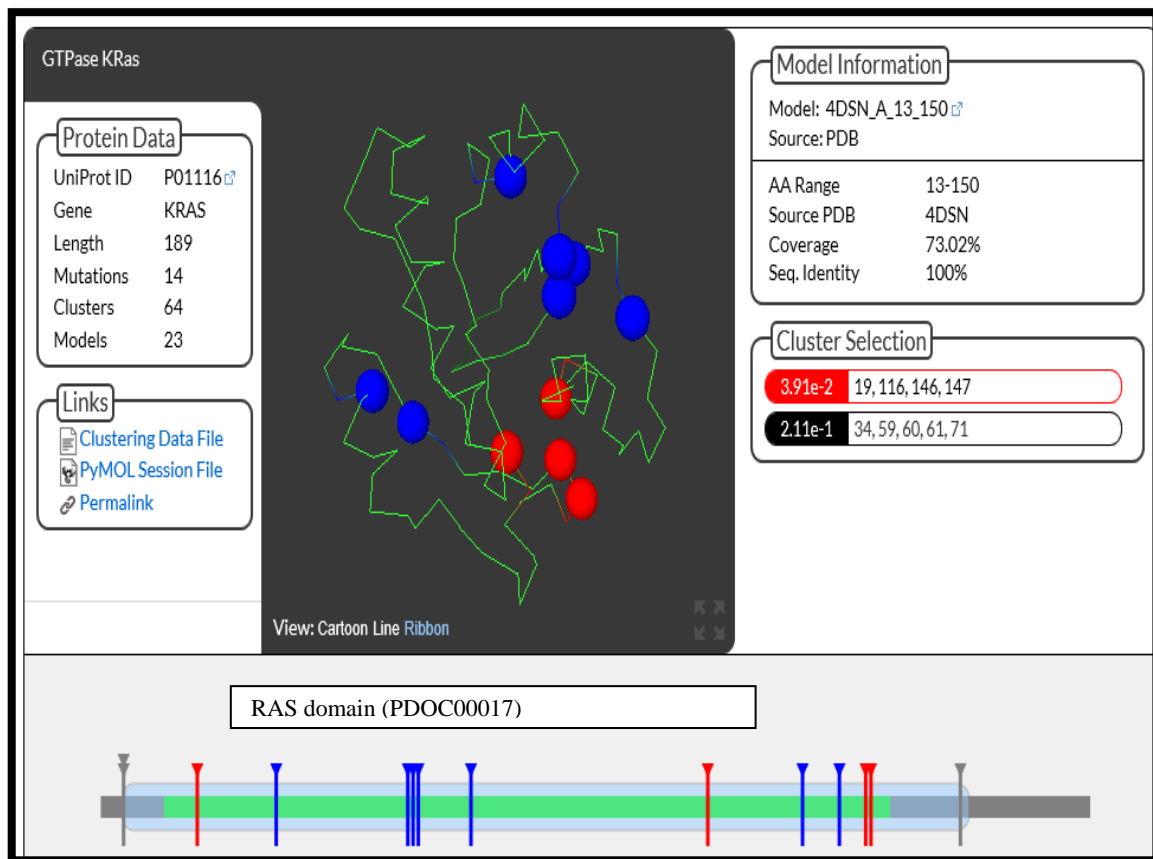 GTPase KRas
Protein Data
UniProt ID P01116
Gene KRAS
Length 189
Mutations 14
Clusters 64
Models 23
Links
Clustering Data File
PyMOL Session File
Permalink
View: Cartoon Line Ribbon
Model Information
Model: 4DSN_A_13_150
Source: PDB
AA Range 13-150
Source PDB 4DSN
Coverage 73.02%
Seq. Identity 100%
Cluster Selection
3.91e-2 19, 116, 146, 147
2.11e-1 34, 59, 60, 61, 71
RAS domain (PDOC00017)